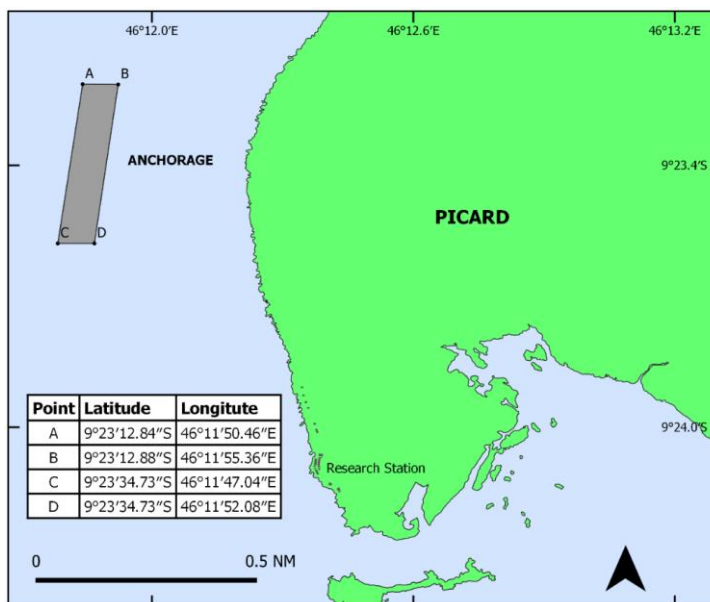 46°12.0′E
46°12.6′E
46°13.2′E
A B
ANCHORAGE
9°23.4′S
PICARD
C D
Point Latitude Longitute
A 9°23′12.84″S 46°11′50.46″E
B 9°23′12.88″S 46°11′55.36″E
C 9°23′34.73″S 46°11′47.04″E
D 9°23′34.73″S 46°11′52.08″E
9°24.0′S
Research Station
0 0.5 NM